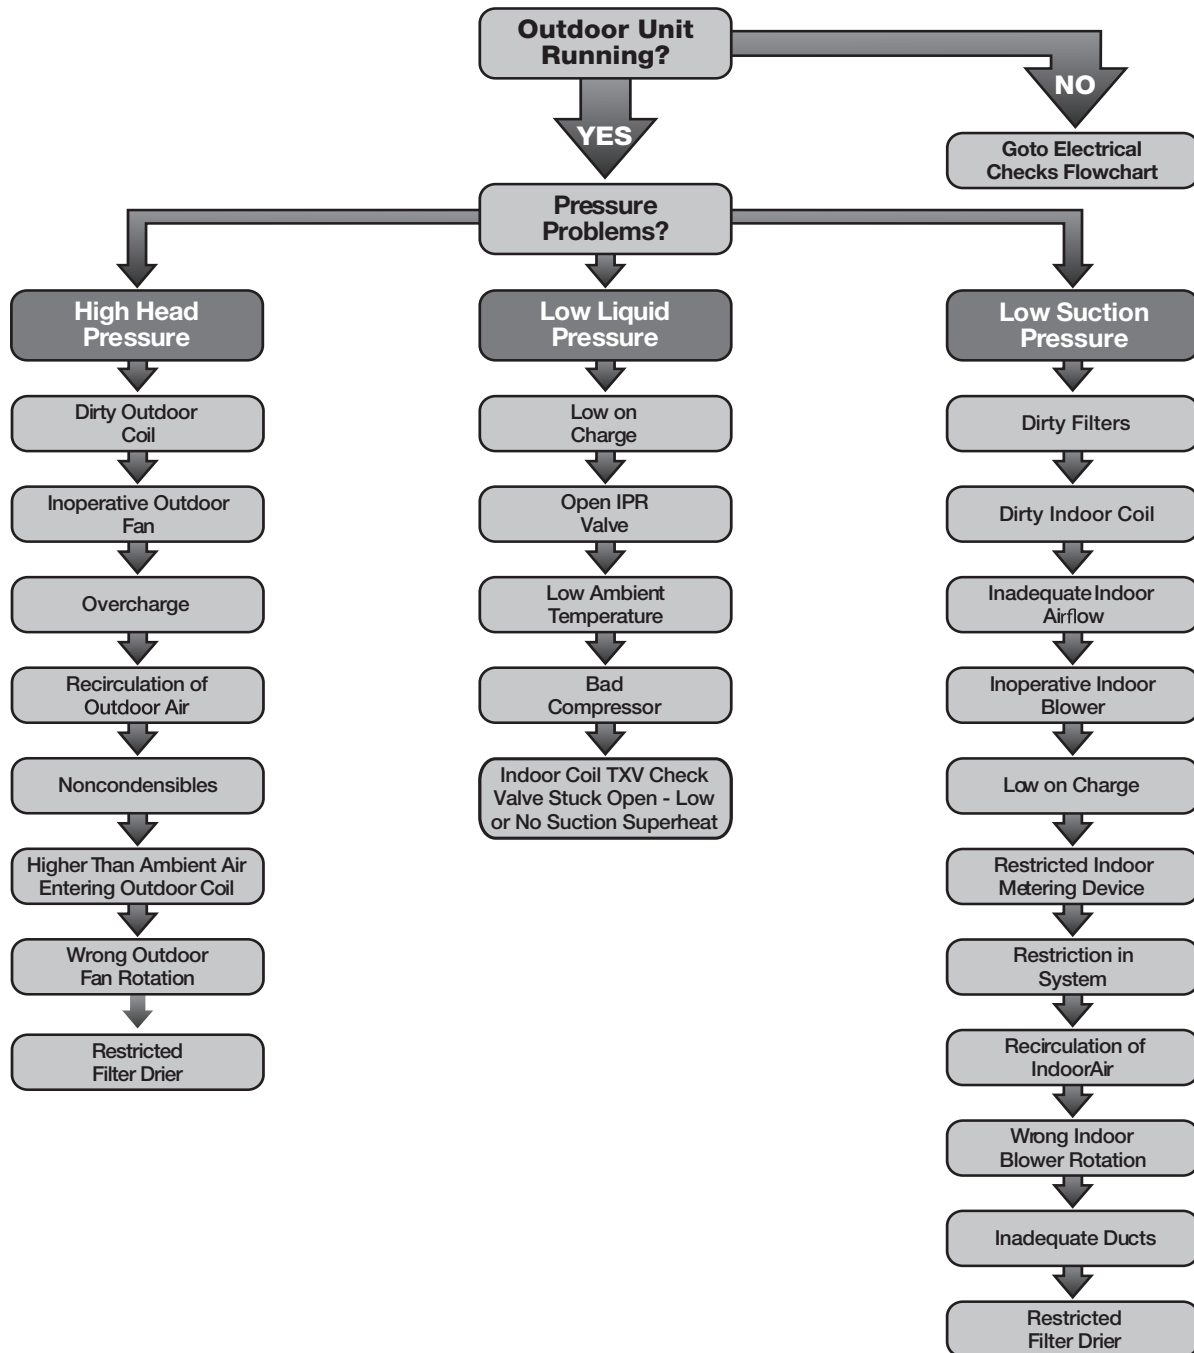 Outdoor Unit
Running?
NO
YES
Goto Electrical
Checks Flowchart
Pressure
Problems?
High Head
Pressure
Dirty Outdoor
Coil
Inoperative Outdoor
Fan
Overcharge
Recirculation of
Outdoor Air
Noncondensibles
Higher Than Ambient Air
Entering Outdoor Coil
Wrong Outdoor
Fan Rotation
Restricted
Filter Drier
Low Liquid
Pressure
Low on
Charge
Open IPR
Valve
Low Ambient
Temperature
Bad
Compressor
Indoor Coil TXV Check
Valve Stuck Open - Low
or No Suction Superheat
Low Suction
Pressure
Dirty Filters
Dirty Indoor Coil
Inadequate Indoor
Airflow
Inoperative Indoor
Blower
Low on Charge
Restricted Indoor
Metering Device
Restriction in
System
Recirculation of
IndoorAir
Wrong Indoor
Blower Rotation
Inadequate Ducts
Restricted
Filter Drier